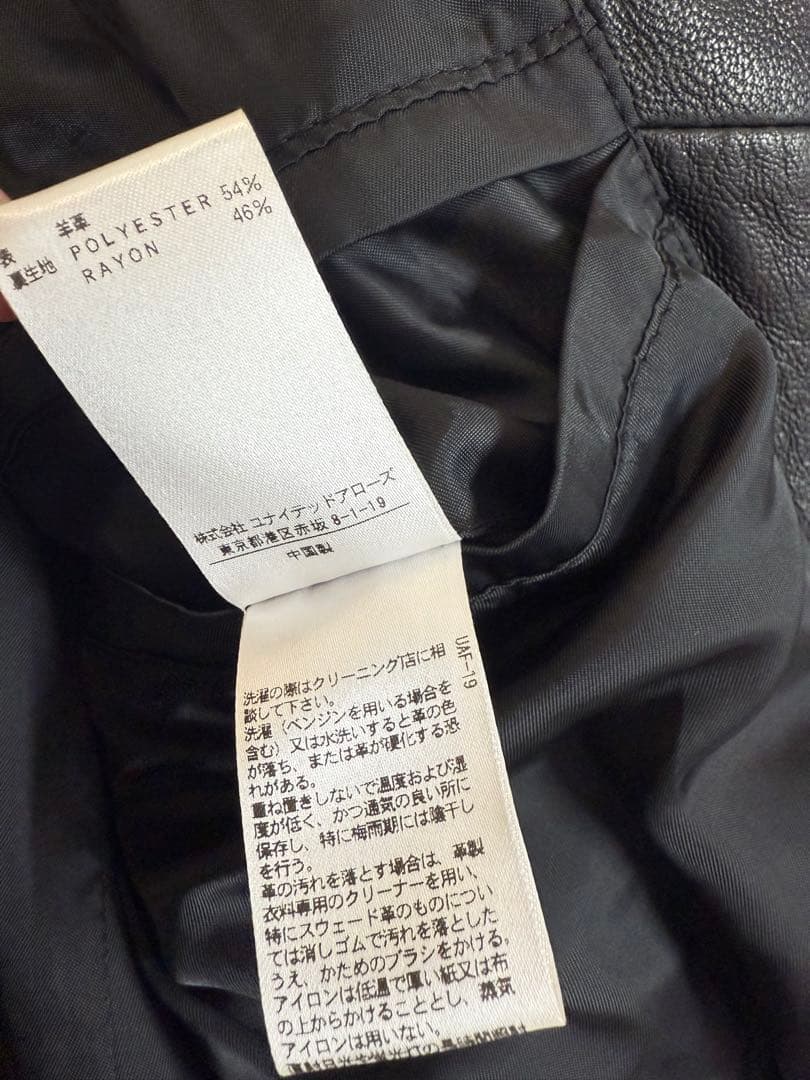 表 羊革
裏生地 POLYESTER 54%
RAYON 46%
株式会社 ユナイテッドアローズ
東京都港区赤坂 8-1-19
中国製
UAF-19
洗濯の際はクリーニング店に相
談して下さい。
洗濯（ベンジンを用いる場合を
含む）又は水洗いすると革の色
が落ち、または革が硬化する恐
れがある。
重ね置きしないで温度および湿
度が低く、かつ通気の良い所に
保存し、特に梅雨期には陰干し
を行う。
革の汚れを落とす場合は、革製
衣料専用のクリーナーを用い、
特にスウェード革のものについ
ては消しゴムで汚れを落とした
うえ、かためのブラシをかける。
アイロンは低温で厚い紙又は布
の上からかけることとし、蒸気
アイロンは用いない。